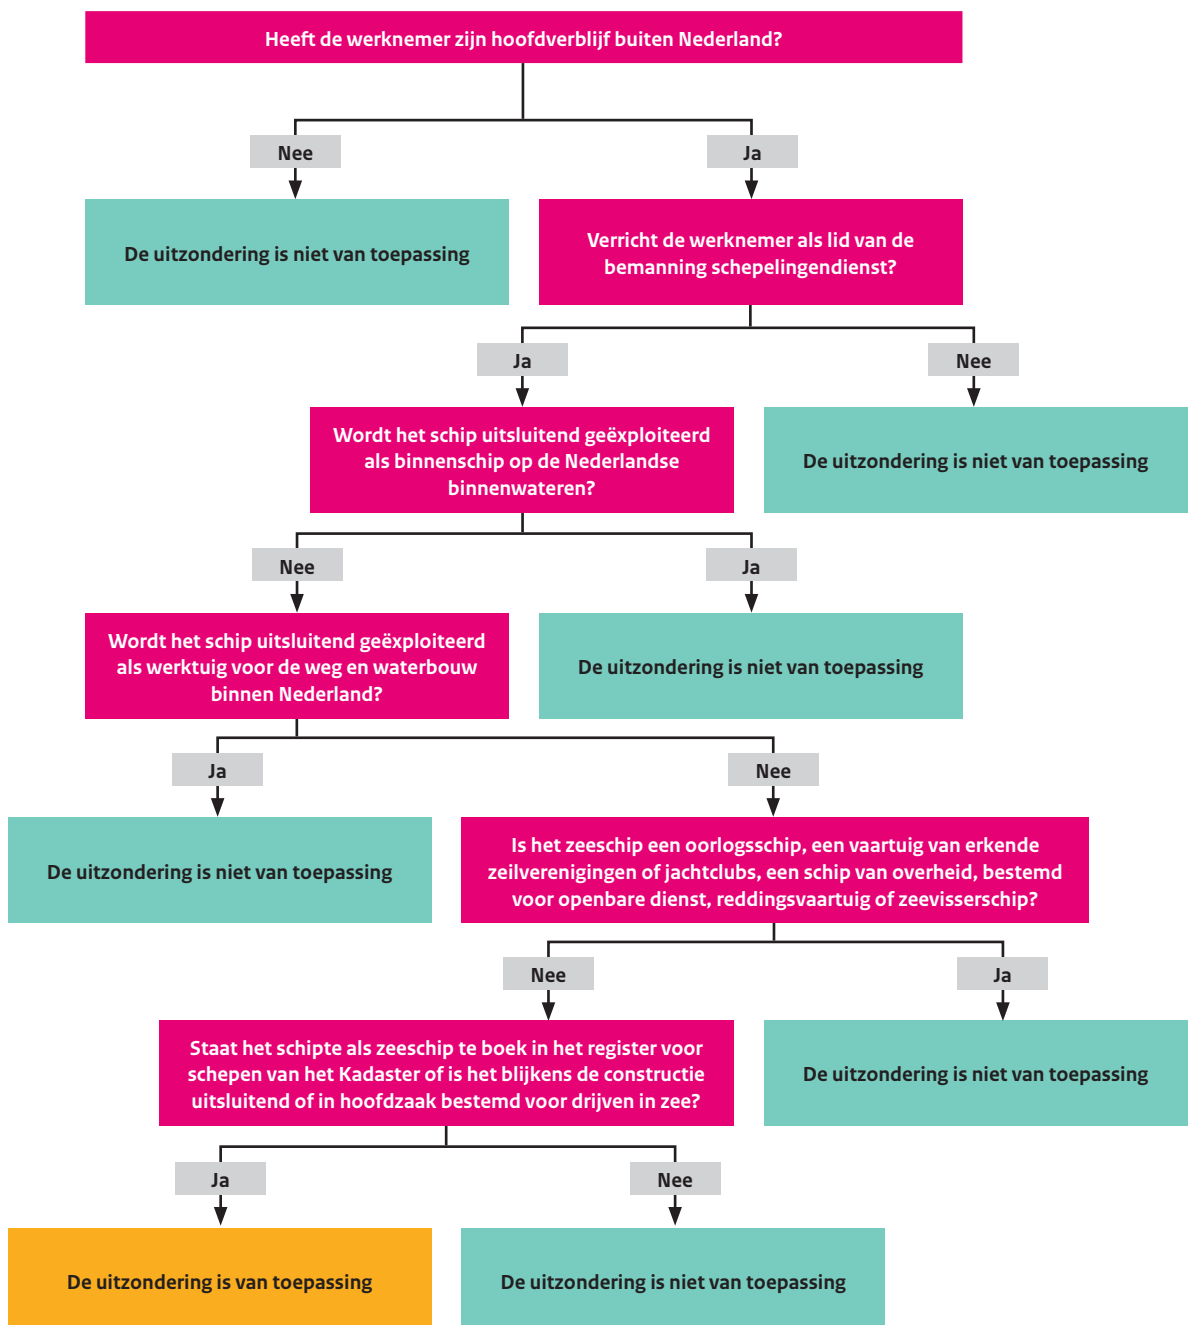 Heeft de werknemer zijn hoofdverblijf buiten Nederland?
Nee
Ja
De uitzondering is niet van toepassing
Verricht de werknemer als lid van de
bemanning schepelingendienst?
Ja
Nee
Wordt het schip uitsluitend geëxploiteerd
als binnenschip op de Nederlandse
binnenwateren?
De uitzondering is niet van toepassing
Nee
Ja
Wordt het schip uitsluitend geëxploiteerd
als werktuig voor de weg en waterbouw
binnen Nederland?
De uitzondering is niet van toepassing
Ja
Nee
De uitzondering is niet van toepassing
Is het zeeschip een oorlogsschip, een vaartuig van erkende
zeilverenigingen of jachtclubs, een schip van overheid, bestemd
voor openbare dienst, reddingsvaartuig of zeevisserschip?
Nee
Ja
Staat het schipte als zeeschip te boek in het register voor
schepen van het Kadaster of is het blijkens de constructie
uitsluitend of in hoofdzaak bestemd voor drijven in zee?
De uitzondering is niet van toepassing
Ja
Nee
De uitzondering is van toepassing
De uitzondering is niet van toepassing